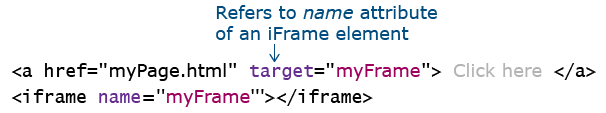 Refers to name attribute
of an iFrame element
<a href="myPage.html" target="myFrame"> Click here </a>
<iframe name="myFrame"'></iframe>